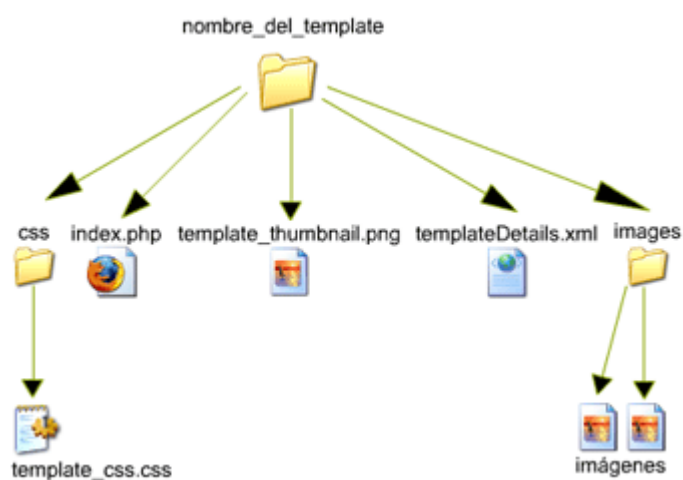 nombre_del_template
css
index.php
template_thumbnail.png
templateDetails.xml
images
template_css.css
imágenes